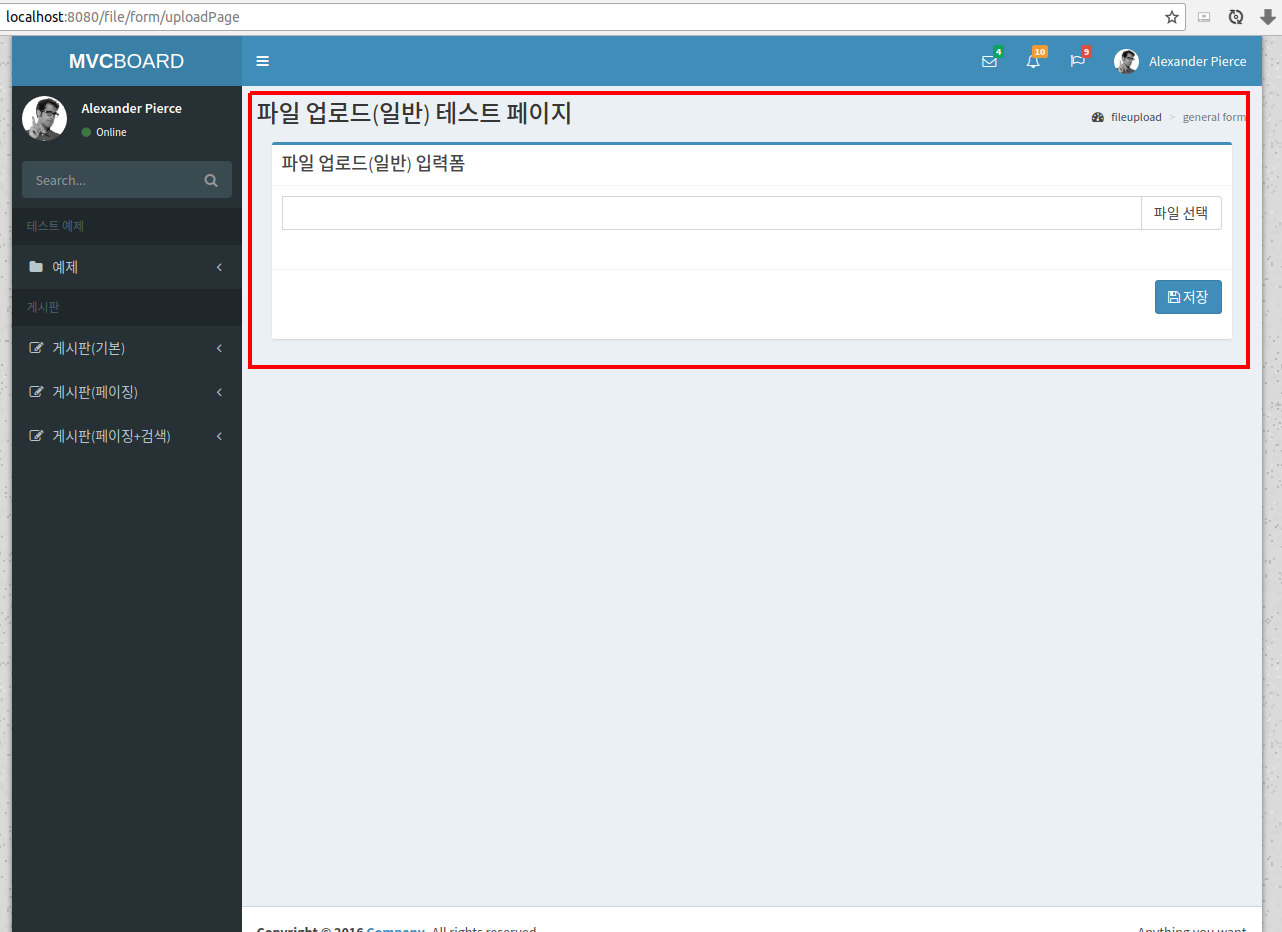 localhost:8080/file/form/uploadPage
MVCBOARD
4
10
9
Alexander Pierce
Alexander Pierce
Online
Search...
테스트 예제
예제
게시판
게시판(기본)
게시판(페이징)
게시판(페이징+검색)
파일 업로드(일반) 테스트 페이지
fileupload > general form
파일 업로드(일반) 입력폼
파일 선택
저장
Copyright © 2016 Company. All rights reserved.
Anything you want